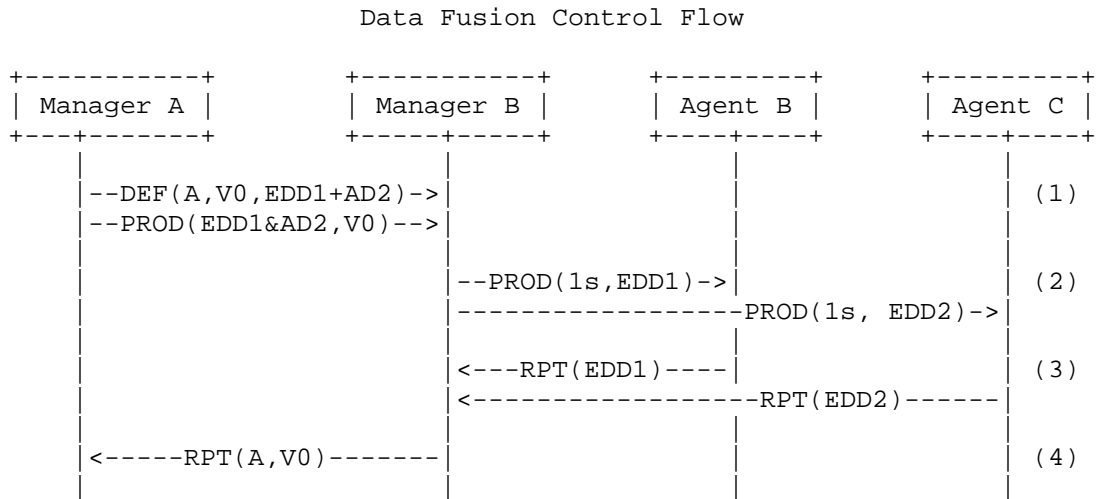 Data Fusion Control Flow
+-----------+ +-----------+ +---------+ +---------+
| Manager A | | Manager B | | Agent B | | Agent C |
+---+-------+ +-----+-----+ +----+----+ +----+----+
| | | |
|--DEF(A,V0,EDD1+AD2)->| | | (1)
|--PROD(EDD1&AD2,V0)-->| | |
| | | |
| |--PROD(1s,EDD1)->| | (2)
| |------------------PROD(1s, EDD2)->|
| | | |
| |<---RPT(EDD1)----| | (3)
| |<-------------------RPT(EDD2)------|
| | | |
|<-----RPT(A,V0)-------| | | (4)
| | | |